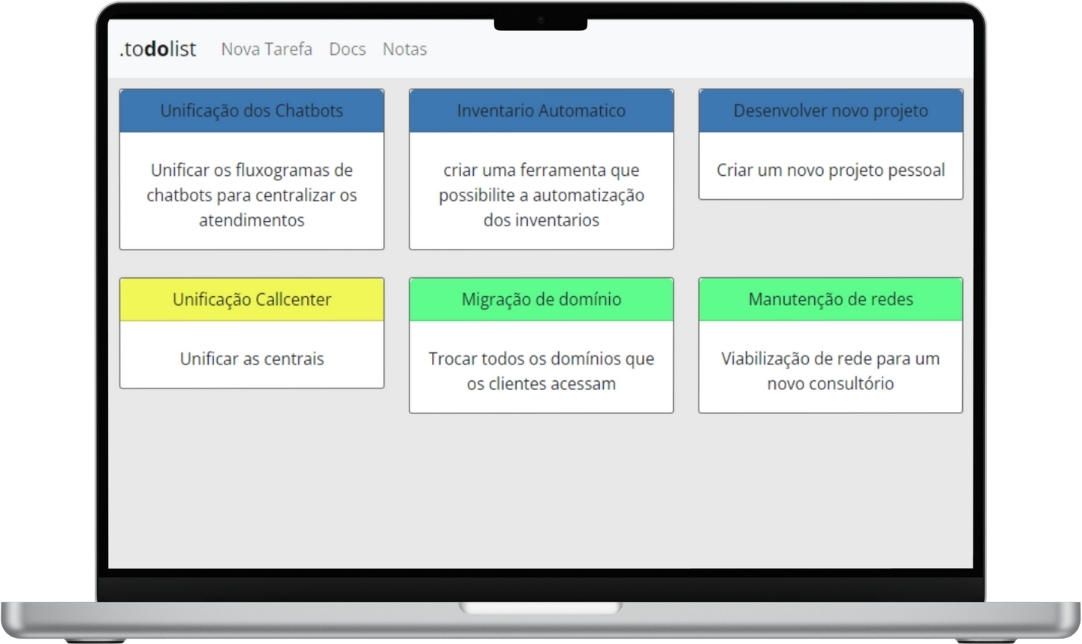 .todolist Nova Tarefa Docs Notas
Unificação dos Chatbots
Unificar os fluxogramas de
chatbots para centralizar os
atendimentos
Inventario Automatico
criar uma ferramenta que
possibilite a automatização
dos inventarios
Desenvolver novo projeto
Criar um novo projeto pessoal
Unificação Callcenter
Unificar as centrais
Migração de domínio
Trocar todos os domínios que
os clientes acessam
Manutenção de redes
Viabilização de rede para um
novo consultório